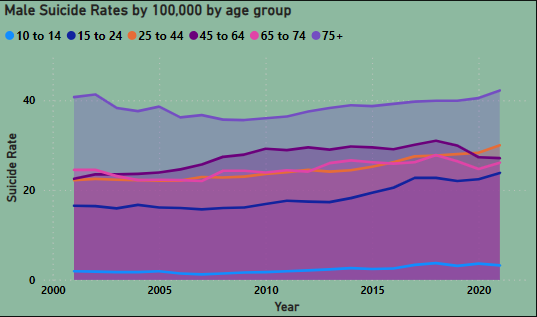 Male Suicide Rates by 100,000 by age group
10 to 14 15 to 24 25 to 44 45 to 64 65 to 74 75+
40
20
0
Suicide Rate
2000 2005 2010 2015 2020
Year